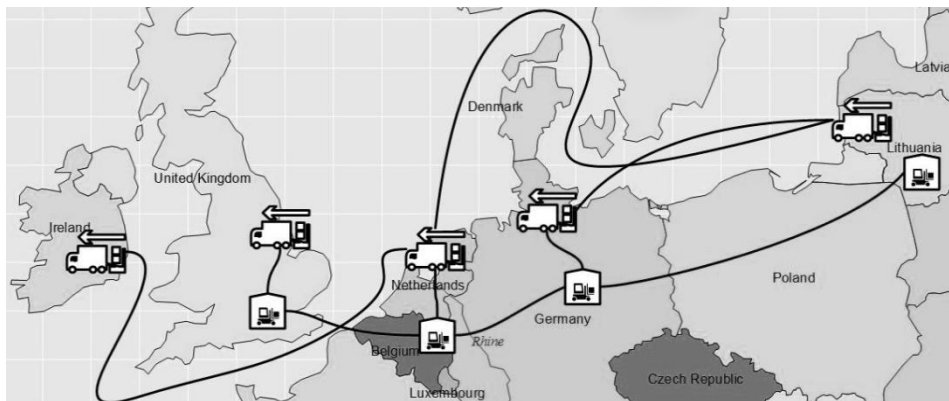 Latvia
Denmark
Lithuania
United Kingdom
Ireland
Poland
Netherlands
Germany
Rhine
Belgium
Czech Republic
Luxembourg